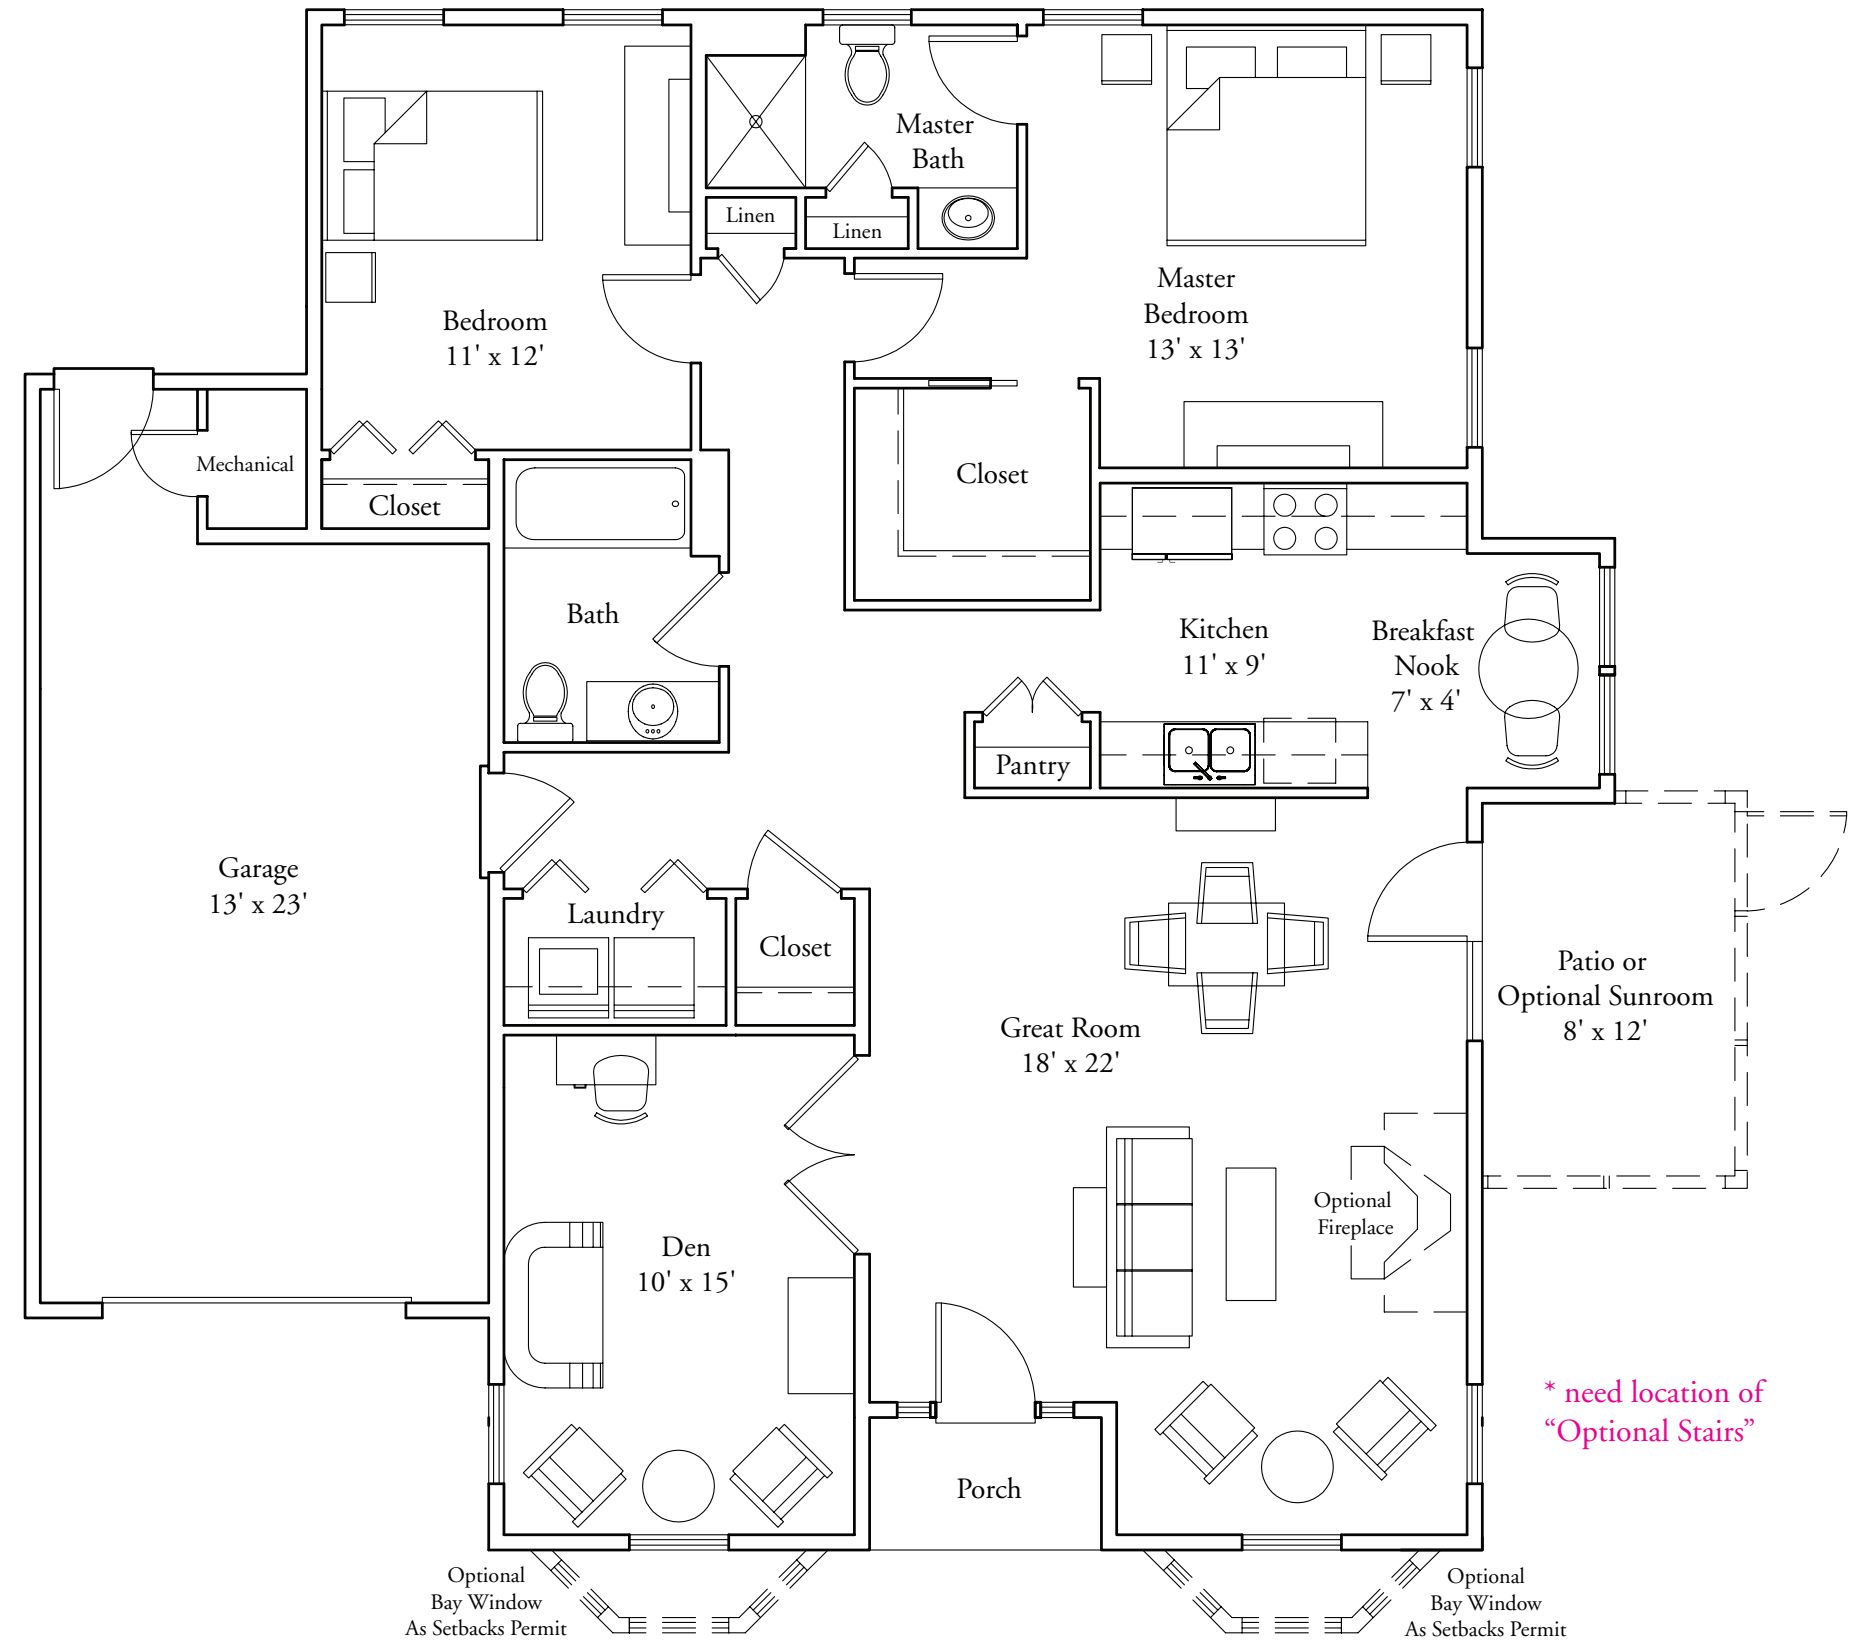 Master
Bath
Linen
Linen
Master
Bedroom
13' x 13'
Bedroom
11' x 12'
Mechanical
Closet
Closet
Bath
Kitchen
11' x 9'
Breakfast
Nook
7' x 4'
Pantry
Garage
13' x 23'
Laundry
Closet
Patio or
Optional Sunroom
8' x 12'
Great Room
18' x 22'
Optional
Fireplace
Den
10' x 15'
* need location of
“Optional Stairs”
Porch
Optional
Bay Window
As Setbacks Permit
Optional
Bay Window
As Setbacks Permit